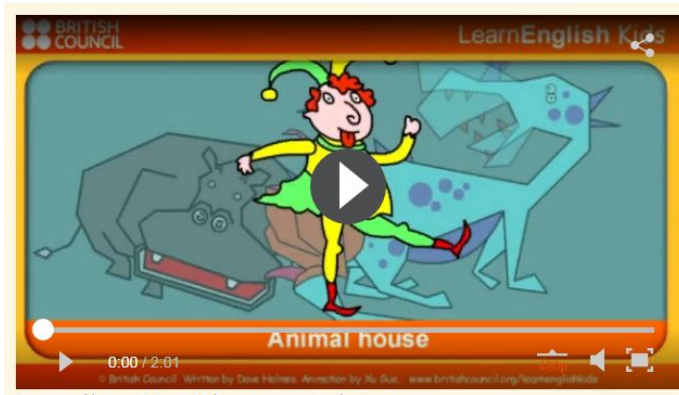 BRITISH
COUNCIL
LearnEnglish Kids
Animal house
0:00 / 2:01
480p
© British Council Written by Dave Holmes. Animation by Xu Guo. www.britishcouncil.org/learnenglishkids